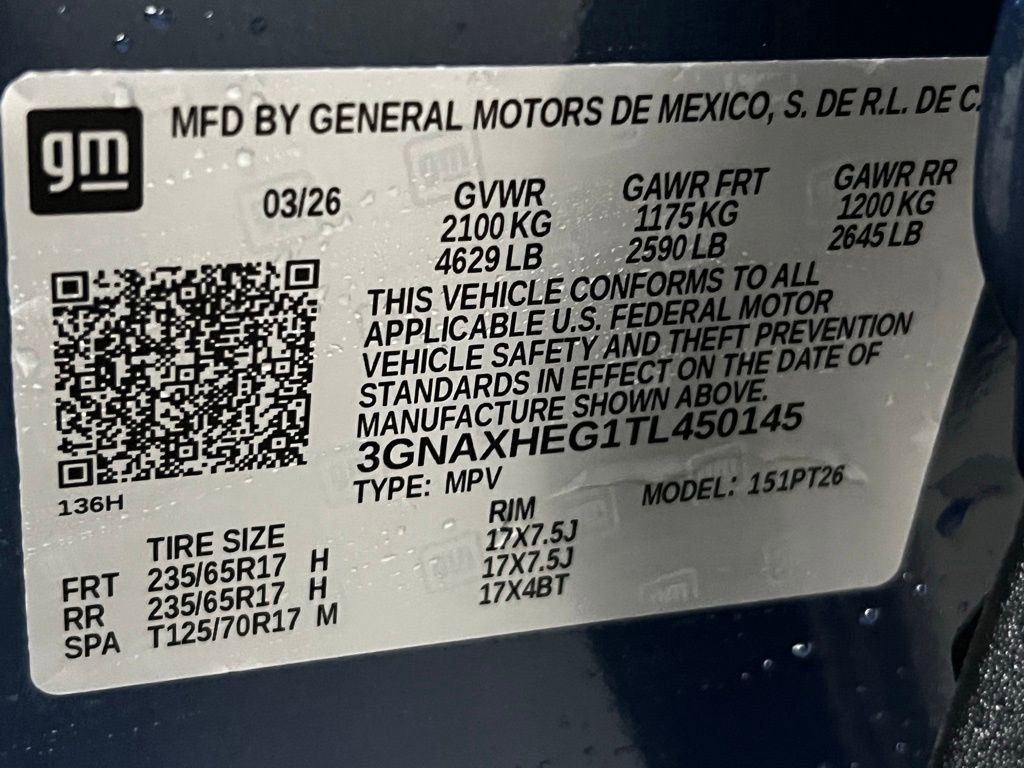 gm
MFD BY GENERAL MOTORS DE MEXICO, S. DE R.L. DE C.
03/26
GVWR GAWR FRT GAWR RR
2100 KG 1175 KG 1200 KG
4629 LB 2590 LB 2645 LB
THIS VEHICLE CONFORMS TO ALL
APPLICABLE U.S. FEDERAL MOTOR
VEHICLE SAFETY AND THEFT PREVENTION
STANDARDS IN EFFECT ON THE DATE OF
MANUFACTURE SHOWN ABOVE.
3GNAXHEG1TL450145
TYPE: MPV MODEL: 151PT26
136H
TIRE SIZE RIM
FRT 235/65R17 H 17X7.5J
RR 235/65R17 H 17X7.5J
SPA T125/70R17 M 17X4BT